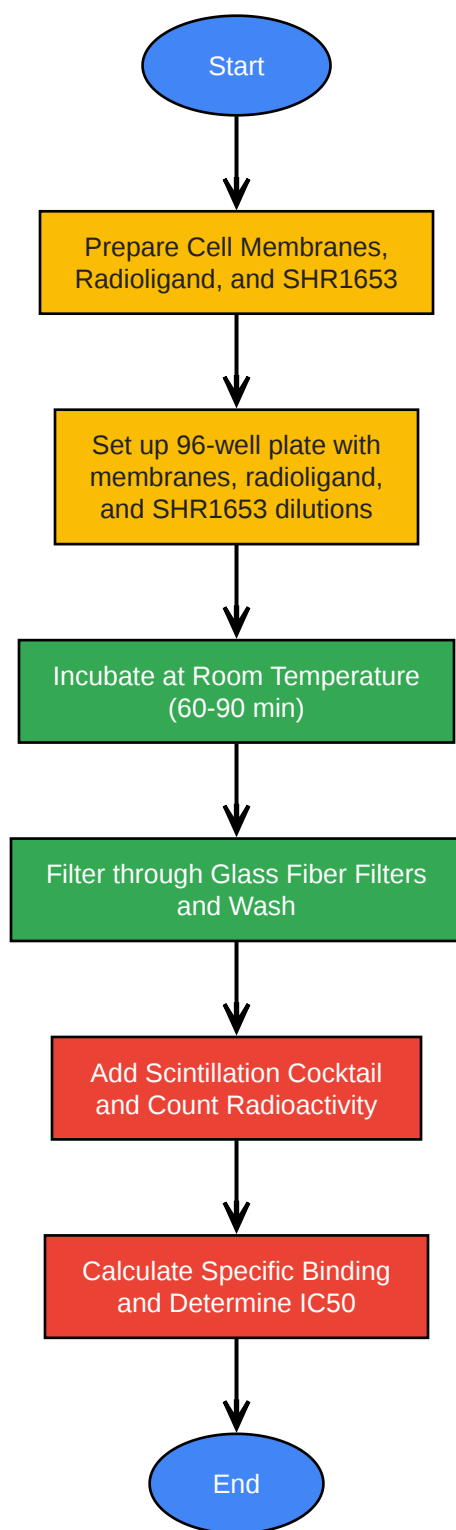 Start
Prepare Cell Membranes,
Radioligand, and SHR1653
Set up 96-well plate with
membranes, radioligand,
and SHR1653 dilutions
Incubate at Room Temperature
(60-90 min)
Filter through Glass Fiber Filters
and Wash
Add Scintillation Cocktail
and Count Radioactivity
Calculate Specific Binding
and Determine IC50
End